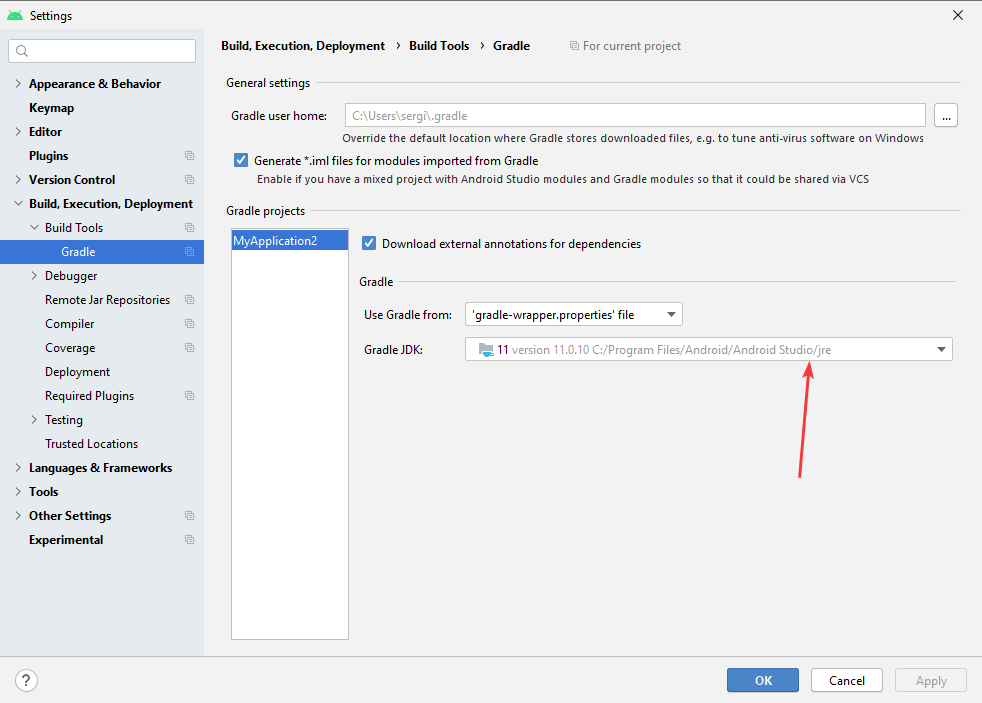 Settings
Build, Execution, Deployment › Build Tools › Gradle For current project
Appearance & Behavior
Keymap
Editor
Plugins
Version Control
Build, Execution, Deployment
Build Tools
Gradle
Debugger
Remote Jar Repositories
Compiler
Coverage
Deployment
Required Plugins
Testing
Trusted Locations
Languages & Frameworks
Tools
Other Settings
Experimental
General settings
Gradle user home: C:\Users\sergi\.gradle ...
Override the default location where Gradle stores downloaded files, e.g. to tune anti-virus software on Windows
Generate *.iml files for modules imported from Gradle
Enable if you have a mixed project with Android Studio modules and Gradle modules so that it could be shared via VCS
Gradle projects
MyApplication2
Download external annotations for dependencies
Gradle
Use Gradle from: 'gradle-wrapper.properties' file
Gradle JDK: 11 version 11.0.10 C:/Program Files/Android/Android Studio/jre
?
OK Cancel Apply